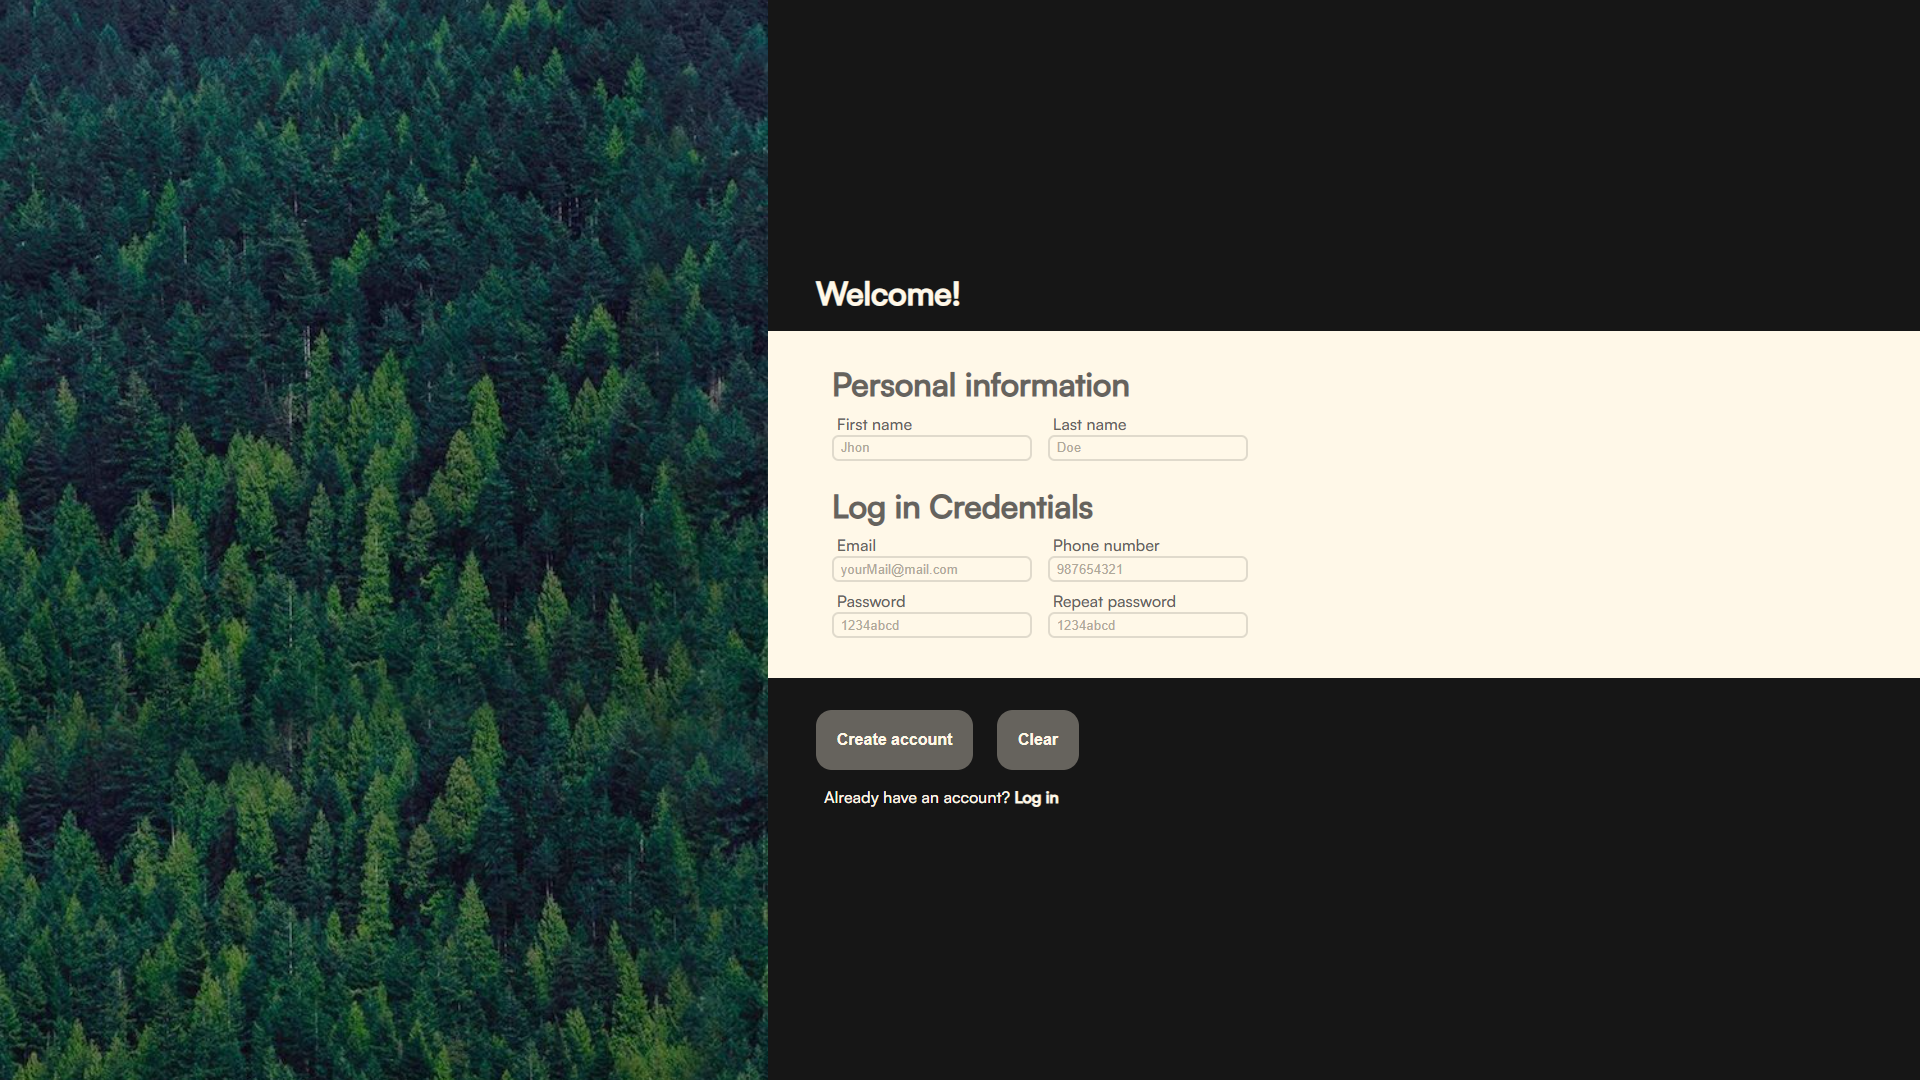 Welcome!
Personal information
First name Last name
Jhon Doe
Log in Credentials
Email Phone number
yourMail@mail.com 987654321
Password Repeat password
1234abcd 1234abcd
Create account Clear
Already have an account? Log in